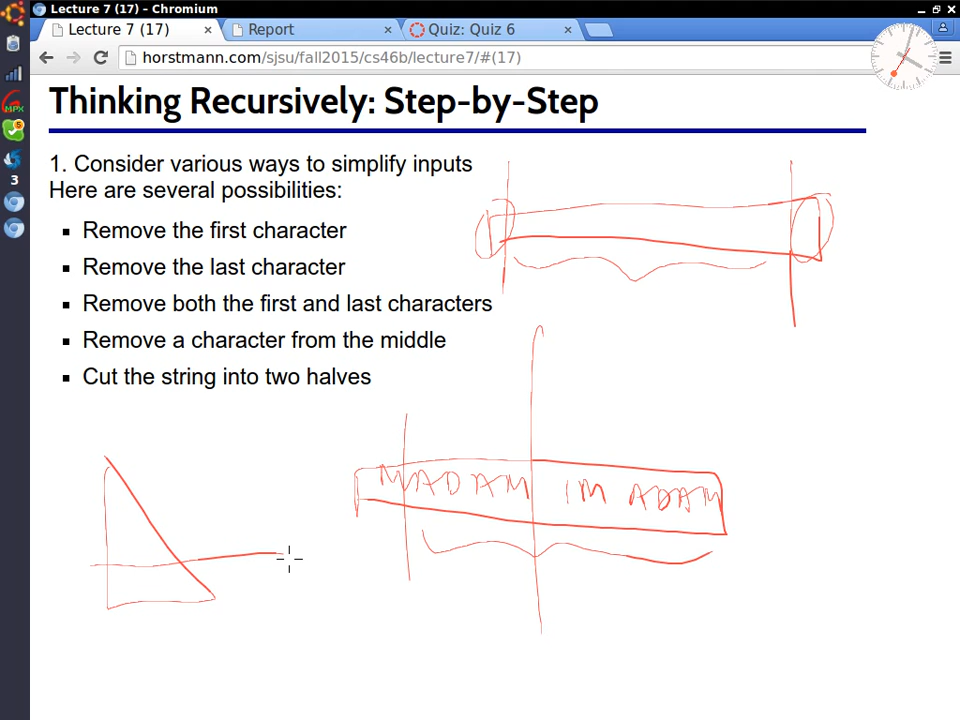 Lecture 7 (17) - Chromium
Lecture 7 (17) × Report × Quiz: Quiz 6 ×
horstmann.com/sjsu/fall2015/cs46b/lecture7/#(17)
MPX
5
3
Thinking Recursively: Step-by-Step
1. Consider various ways to simplify inputs
Here are several possibilities:
Remove the first character
Remove the last character
Remove both the first and last characters
Remove a character from the middle
Cut the string into two halves
MADAM IM ADAM